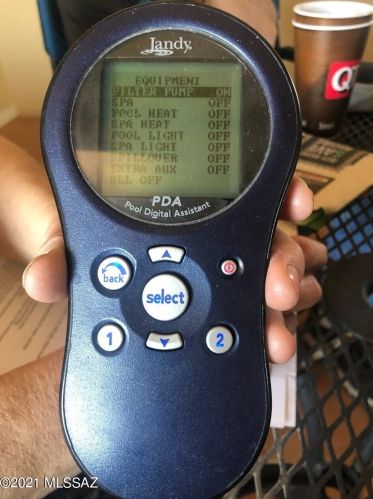 Jandy
EQUIPMENT
FILTER PUMP ON
SPA OFF
POOL HEAT OFF
SPA HEAT OFF
POOL LIGHT OFF
SPA LIGHT OFF
SPILLOVER OFF
EXTRA AUX OFF
ALL OFF
PDA
Pool Digital Assistant
back
select
1
2
©2021 MLSSAZ